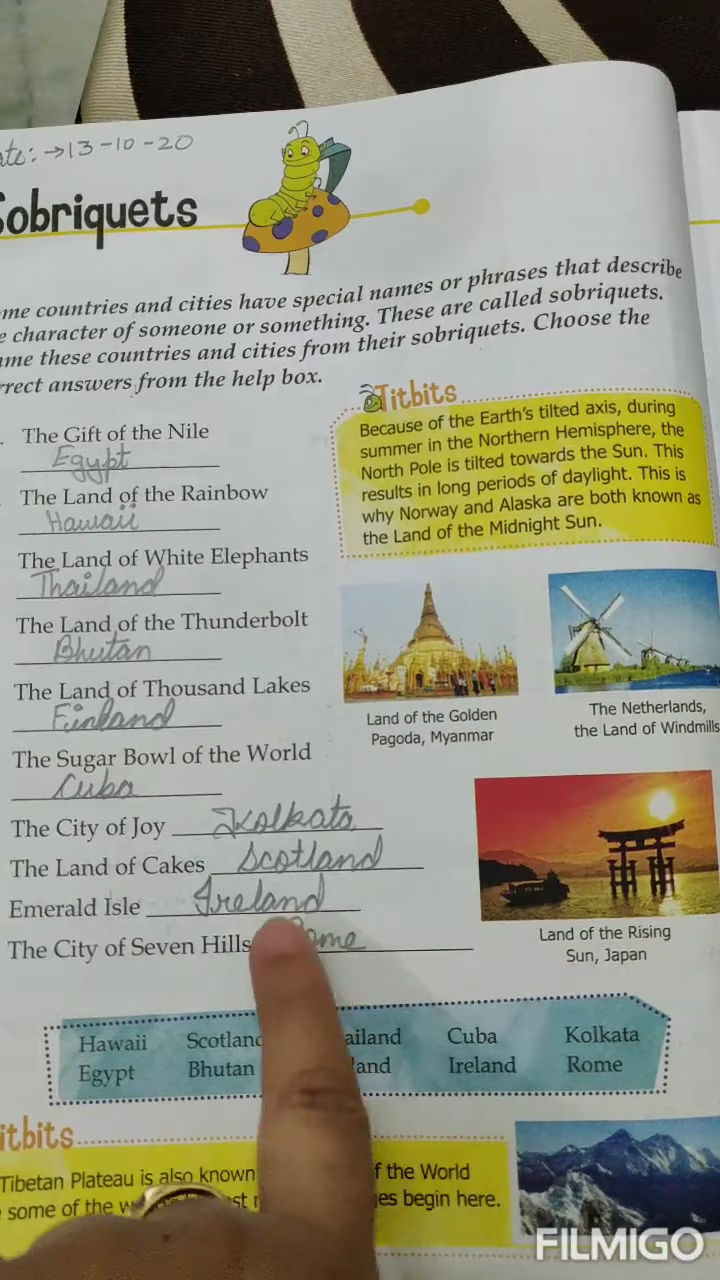 13-10-20
Sobriquets
countries and cities have special names or phrases that describe
character of someone or something. These are called sobriquets.
these countries and cities from their sobriquets. Choose the
answers from the help box.
Titbits
Because of the Earth's tilted axis, during
summer in the Northern Hemisphere, the
North Pole is tilted towards the Sun. This
results in long periods of daylight. This is
why Norway and Alaska are both known as
the Land of the Midnight Sun.
The Gift of the Nile
Egypt
The Land of the Rainbow
Hawaii
The Land of White Elephants
Thailand
The Land of the Thunderbolt
Bhutan
The Land of Thousand Lakes
Finland
The Sugar Bowl of the World
Cuba
The City of Joy Kolkata
The Land of Cakes Scotland
Emerald Isle Ireland
The City of Seven Hills Rome
Land of the Golden
Pagoda, Myanmar
The Netherlands,
the Land of Windmills
Land of the Rising
Sun, Japan
Hawaii Scotland Cuba Kolkata
Egypt Bhutan Ireland Rome
Tibetan Plateau is also known of the World
some of the begin here.
FILMIGO